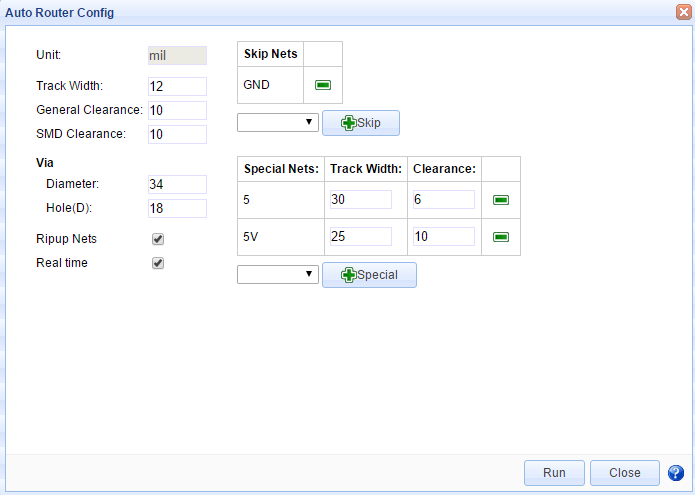 Auto Router Config
Unit: mil
Track Width: 12
General Clearance: 10
SMD Clearance: 10
Via
Diameter: 34
Hole(D): 18
Ripup Nets
Real time
Skip Nets
GND
Skip
Special Nets: Track Width: Clearance:
5 30 6
5V 25 10
Special
Run Close ?